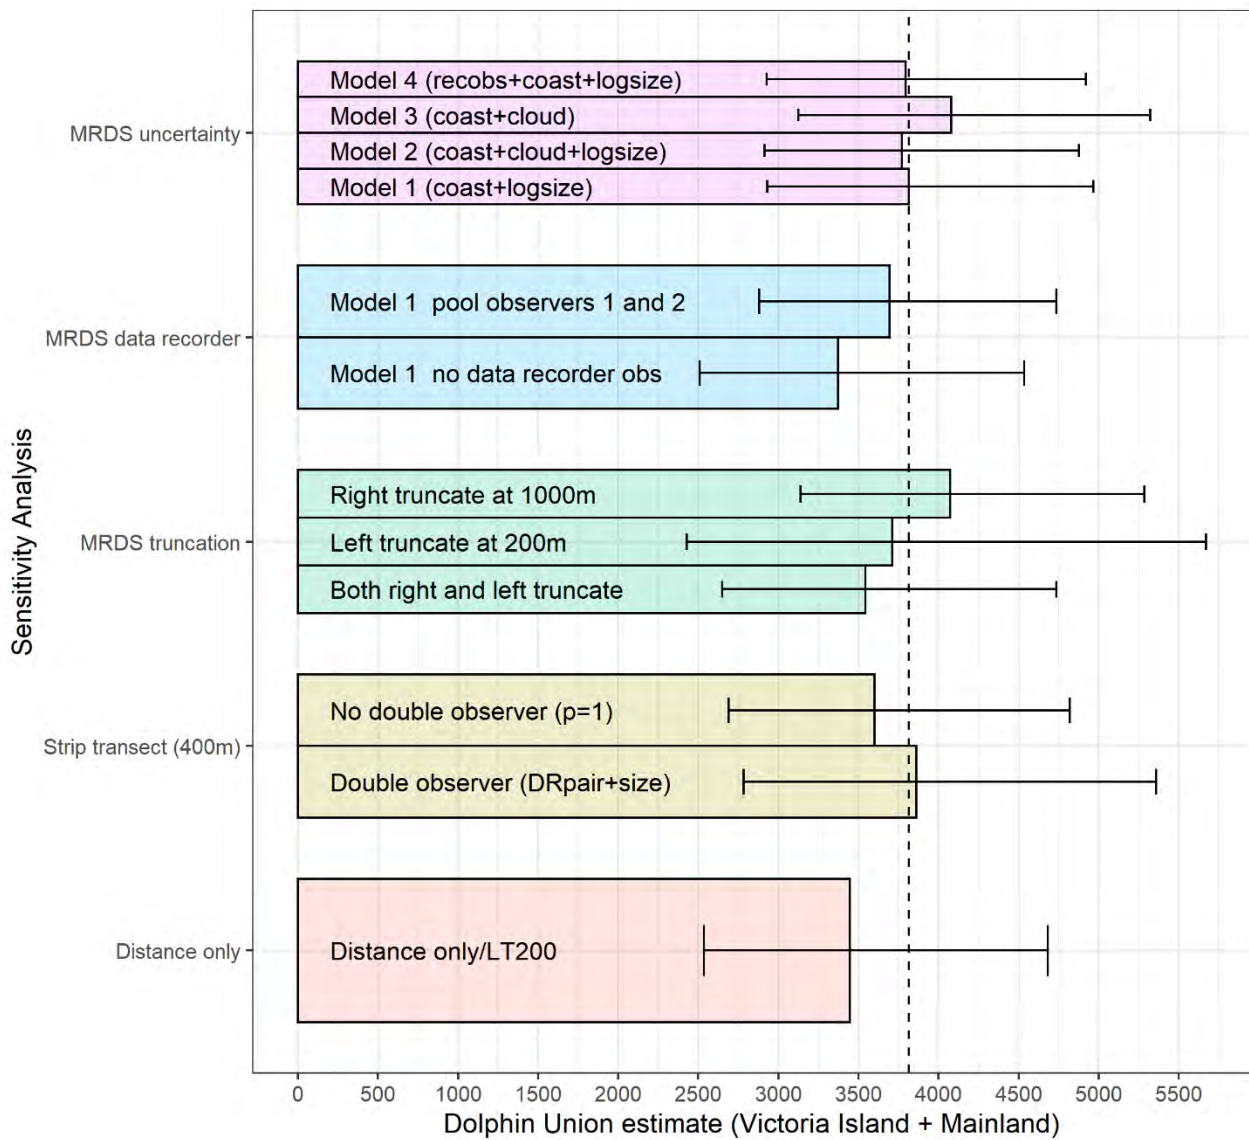 Sensitivity Analysis
MRDS uncertainty
Model 4 (recobs+coast+logsize)
Model 3 (coast+cloud)
Model 2 (coast+cloud+logsize)
Model 1 (coast+logsize)
MRDS data recorder
Model 1  pool observers 1 and 2
Model 1  no data recorder obs
MRDS truncation
Right truncate at 1000m
Left truncate at 200m
Both right and left truncate
Strip transect (400m)
No double observer (p=1)
Double observer (DRpair+size)
Distance only
Distance only/LT200
0 500 1000 1500 2000 2500 3000 3500 4000 4500 5000 5500
Dolphin Union estimate (Victoria Island + Mainland)